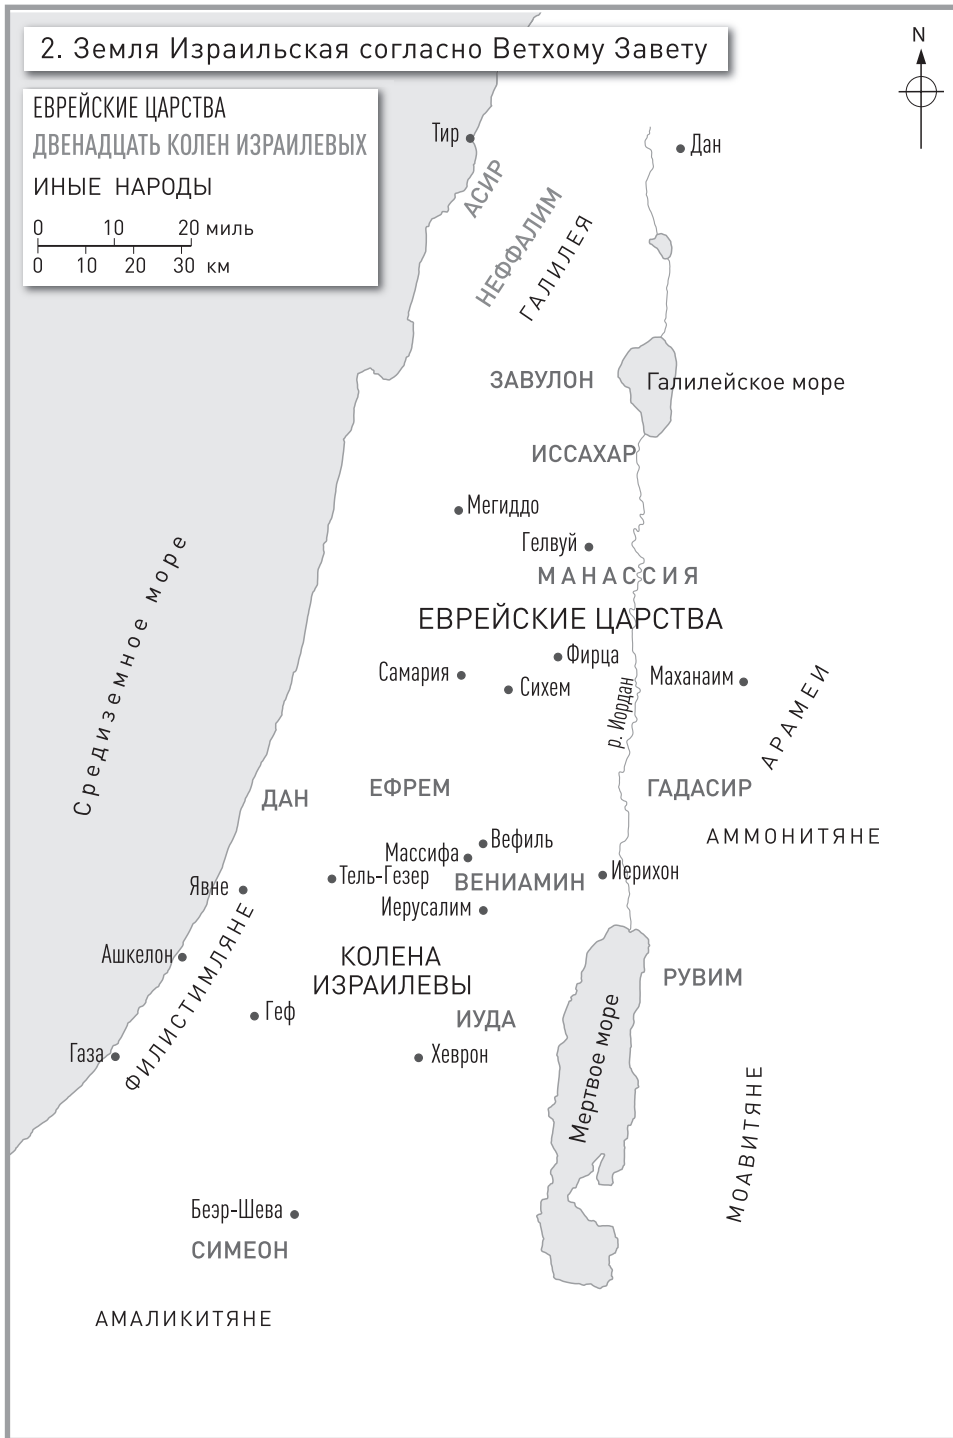 2. Земля Израильская согласно Ветхому Завету
N
ЕВРЕЙСКИЕ ЦАРСТВА
ДВЕНАДЦАТЬ КОЛЕН ИЗРАИЛЕВЫХ
ИНЫЕ НАРОДЫ
0 10 20 миль
0 10 20 30 км
Тир
Дан
АСИР
НЕФФАЛИМ
ГАЛИЛЕЯ
ЗАВУЛОН
Галилейское море
ИССАХАР
Мегиддо
Гелвуй
МАНАССИЯ
Средиземное море
ЕВРЕЙСКИЕ ЦАРСТВА
Фирца
Самария
Сихем
Маханаим
р. Иордан
АРАМЕИ
ДАН
ЕФРЕМ
ГАДАСИР
АММОНИТЯНЕ
Вефиль
Массифа
Тель-Гезер
ВЕНИАМИН
Иерихон
Явне
Иерусалим
Ашкелон
ФИЛИСТИМЛЯНЕ
КОЛЕНА
ИЗРАИЛЕВЫ
РУВИМ
Геф
ИУДА
Газа
Хеврон
Мертвое море
МОАВИТЯНЕ
Беэр-Шева
СИМЕОН
АМАЛИКИТЯНЕ